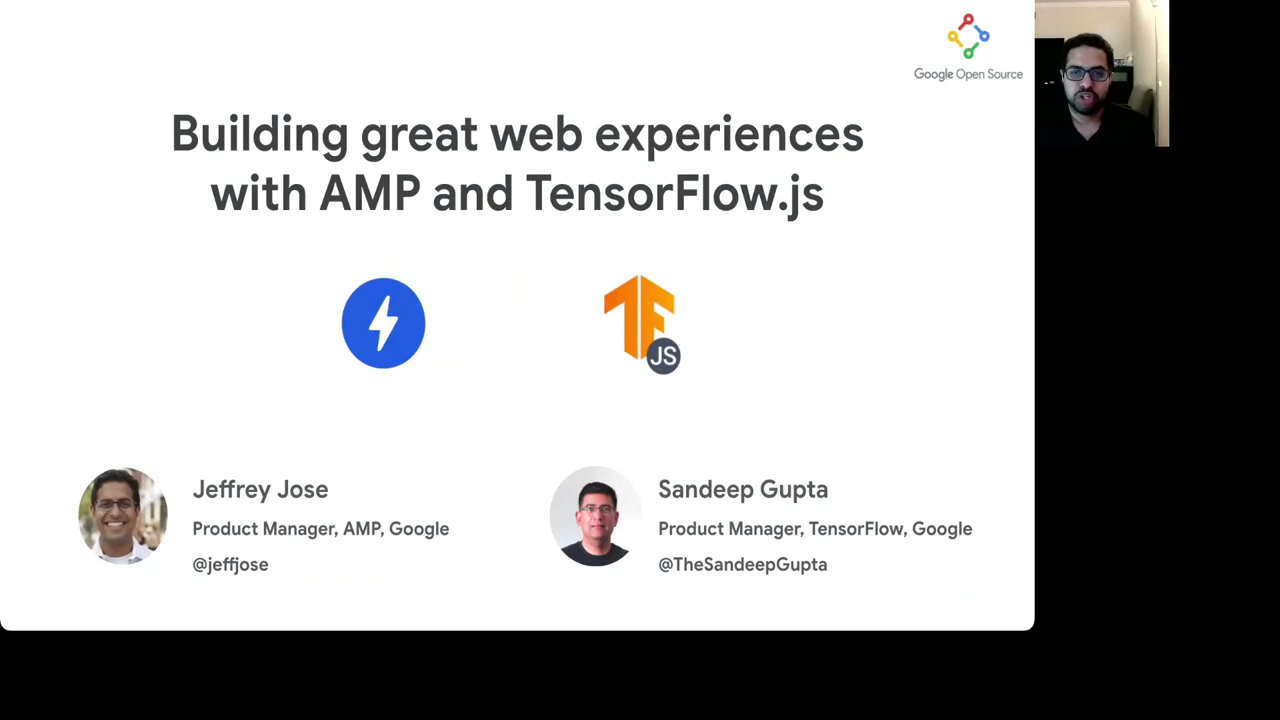 Google Open Source
Building great web experiences
with AMP and TensorFlow.js
JS
Jeffrey Jose
Product Manager, AMP, Google
@jeffjose
Sandeep Gupta
Product Manager, TensorFlow, Google
@TheSandeepGupta